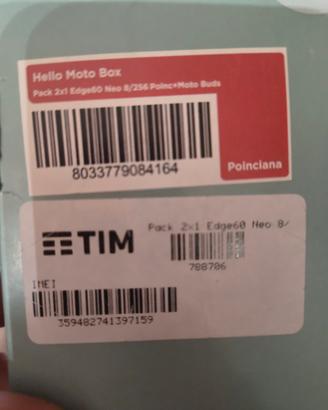 Hello Moto Box
Pack 2x1 Edge60 Neo 8/256 Poinc+Moto Buds
8033779084164
Poinciana
TIM
Pack 2x1 Edge60 Neo 8/
788706
IMEI
359482741397159